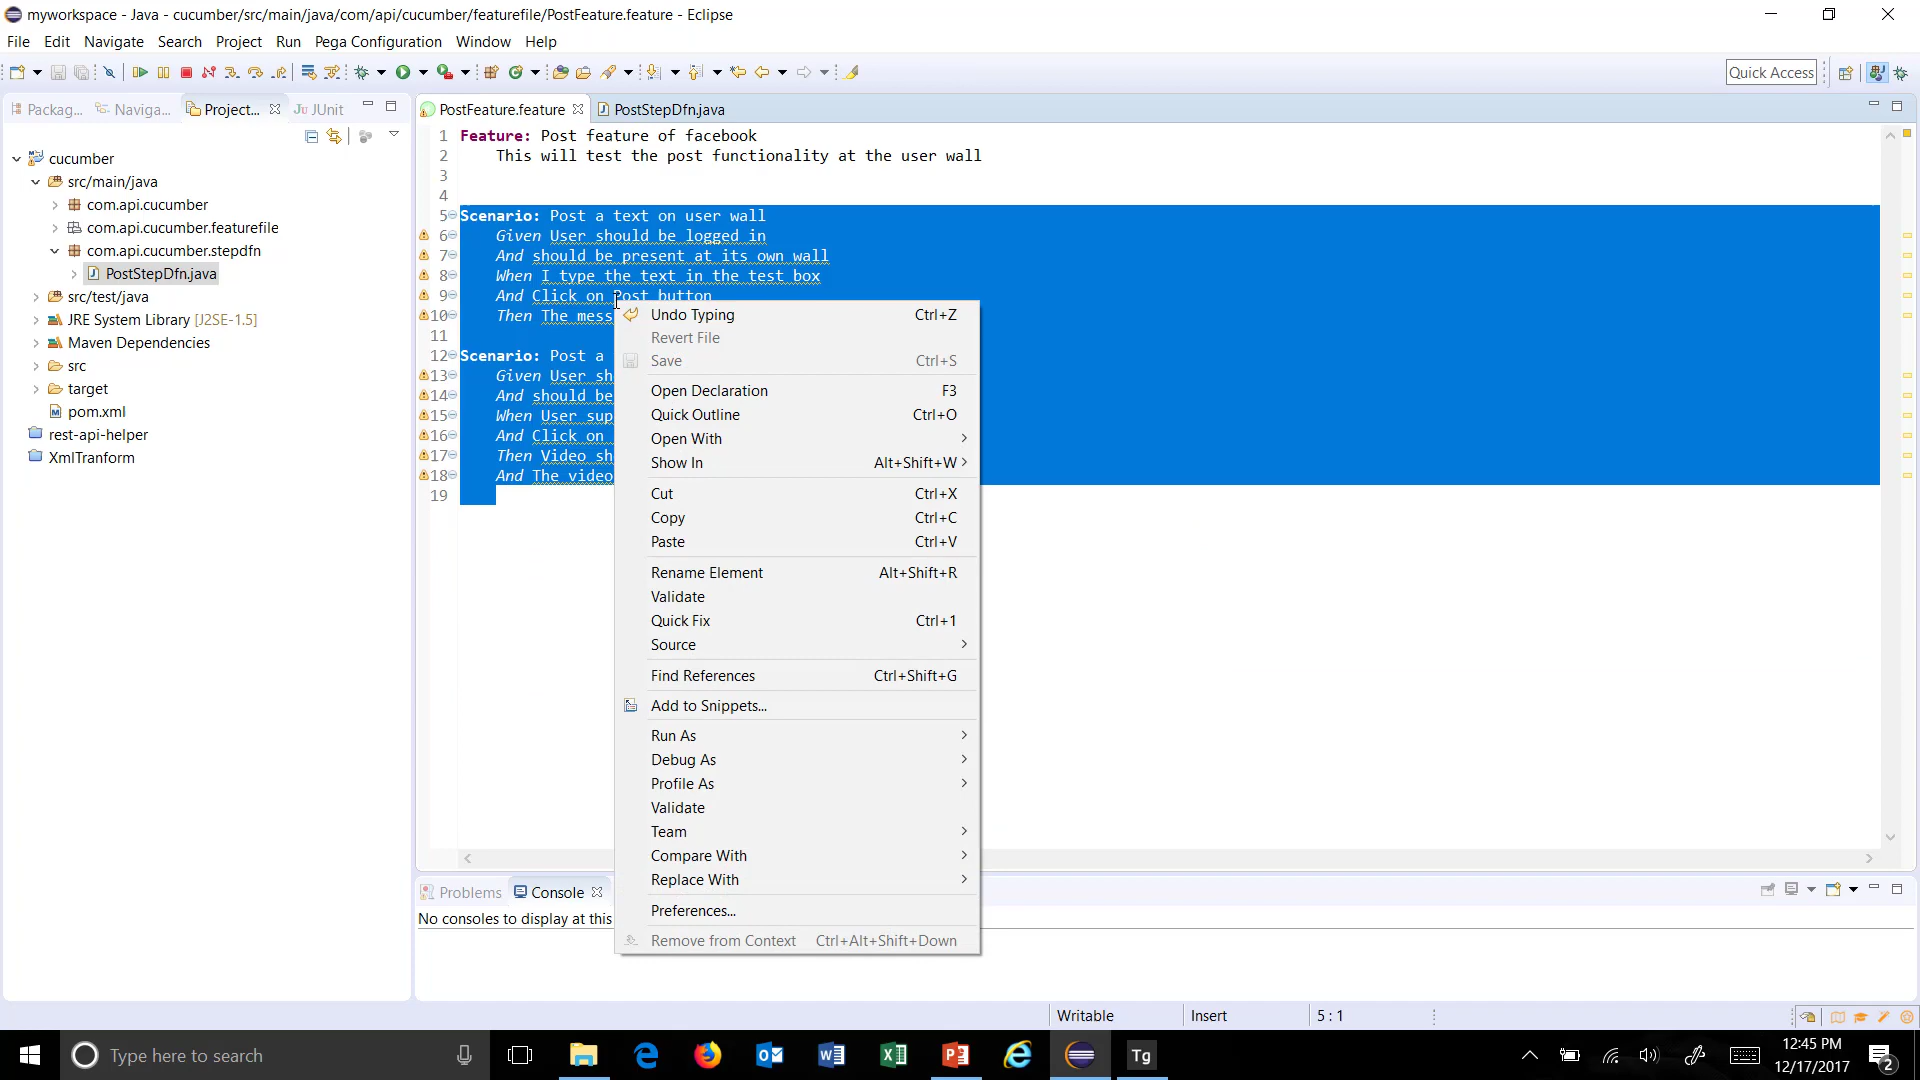 myworkspace - Java - cucumber/src/main/java/com/api/cucumber/featurefile/PostFeature.feature - Eclipse
File Edit Navigate Search Project Run Pega Configuration Window Help
Quick Access
Packag... Naviga... Project... JUnit
PostFeature.feature PostStepDfn.java
cucumber
src/main/java
com.api.cucumber
com.api.cucumber.featurefile
com.api.cucumber.stepdfn
PostStepDfn.java
src/test/java
JRE System Library [J2SE-1.5]
Maven Dependencies
src
target
pom.xml
rest-api-helper
XmlTranform
1 Feature: Post feature of facebook
2 This will test the post functionality at the user wall
3
4
5 Scenario: Post a text on user wall
6 Given User should be logged in
7 And should be present at its own wall
8 When I type the text in the test box
9 And Click on Post button
10 Then The mess
11
12 Scenario: Post a
13 Given User sh
14 And should be
15 When User sup
16 And Click on
17 Then Video sh
18 And The video
19
Undo Typing Ctrl+Z
Revert File
Save Ctrl+S
Open Declaration F3
Quick Outline Ctrl+O
Open With
Show In Alt+Shift+W
Cut Ctrl+X
Copy Ctrl+C
Paste Ctrl+V
Rename Element Alt+Shift+R
Validate
Quick Fix Ctrl+1
Source
Find References Ctrl+Shift+G
Add to Snippets...
Run As
Debug As
Profile As
Validate
Team
Compare With
Replace With
Preferences...
Remove from Context Ctrl+Alt+Shift+Down
Problems Console
No consoles to display at this
Writable Insert 5 : 1
Type here to search
Tg
12:45 PM
12/17/2017
2